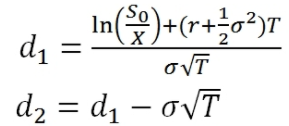 d₁ = (ln(S₀/X)+(r+½σ²)T)/(σ√T)
d₂ = d₁ − σ√T